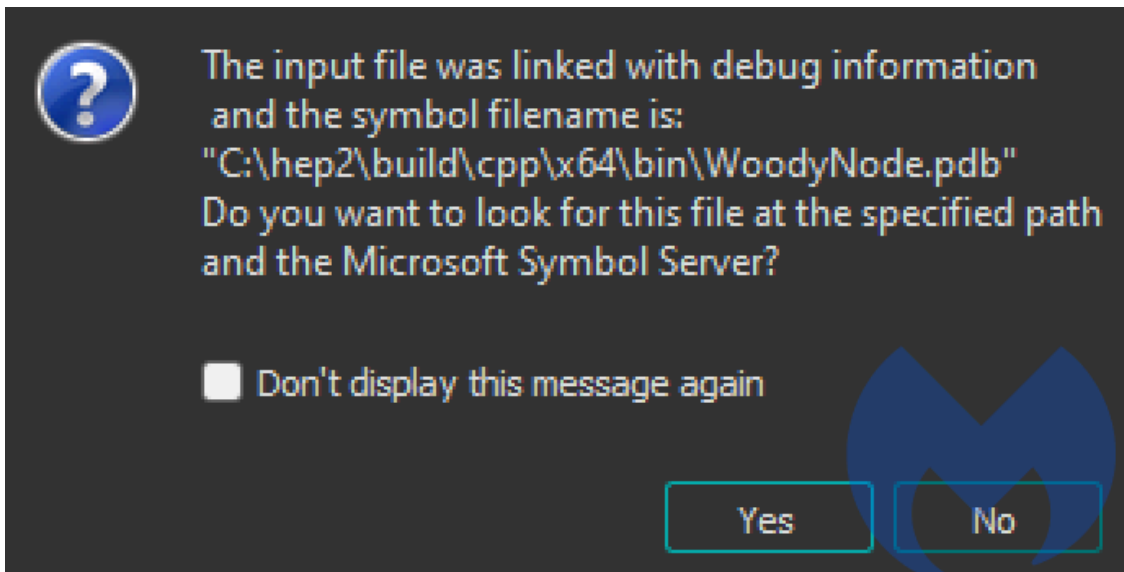 The input file was linked with debug information
and the symbol filename is:
"C:\hep2\build\cpp\x64\bin\WoodyNode.pdb"
Do you want to look for this file at the specified path
and the Microsoft Symbol Server?
Don't display this message again
Yes No